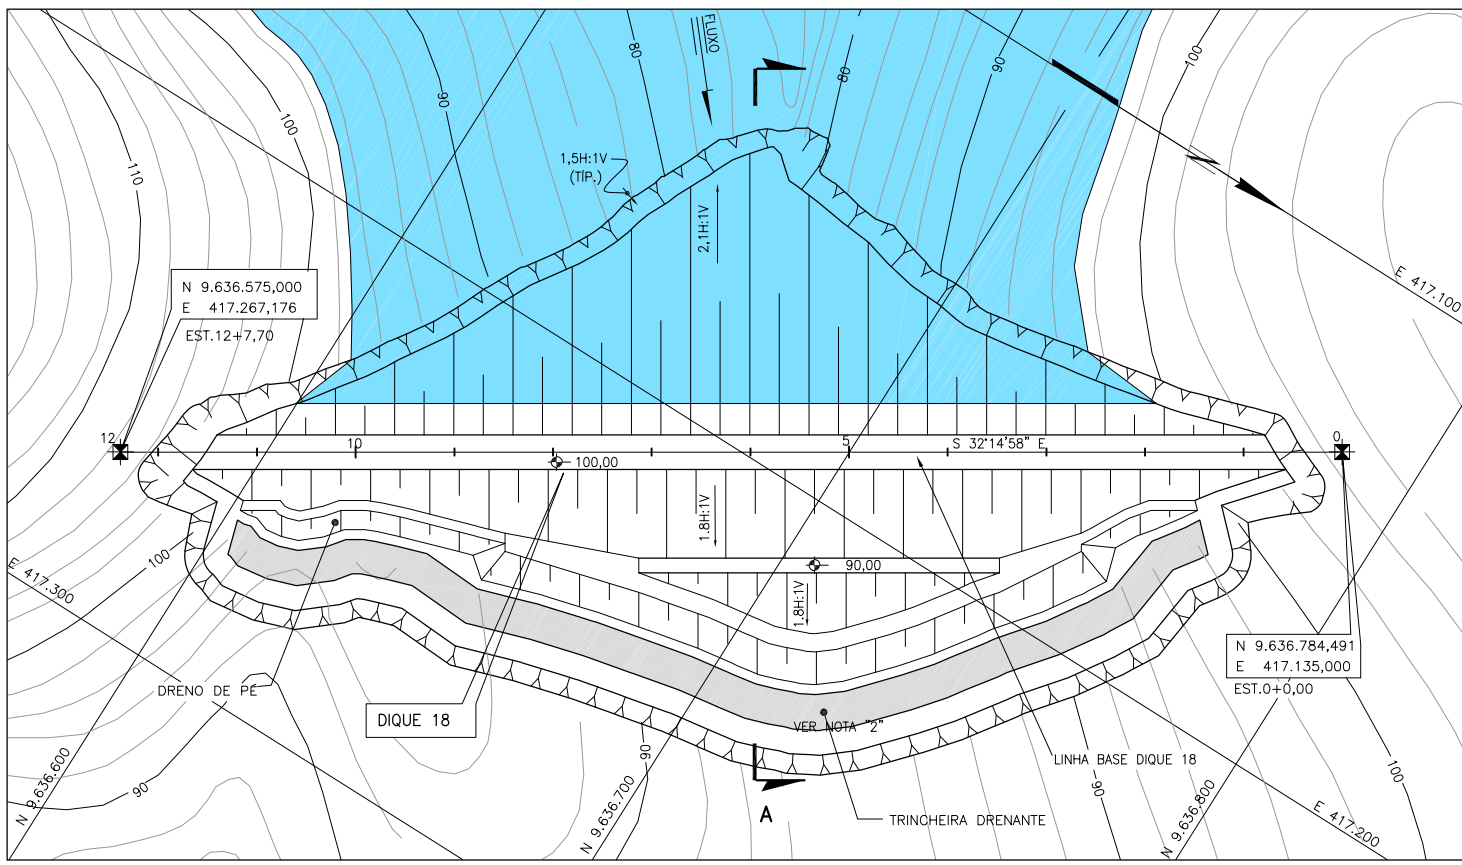 FLUXO
80
80
90
90
100
100
110
1,5H:1V
(TÍP.)
2,1H:1V
N
E 417.100
N 9.636.575,000
E 417.267,176
EST.12+7,70
12
10
5
S 32°14'58" E
0
100,00
1.8H:1V
90,00
1.8H:1V
100
E 417.300
N 9.636.784,491
E 417.135,000
EST.0+0,00
DRENO DE PÉ
DIQUE 18
VER NOTA "2"
LINHA BASE DIQUE 18
100
90
90
90
N 9.636.600
N 9.636.700
N 9.636.800
E 417.200
A
TRINCHEIRA DRENANTE